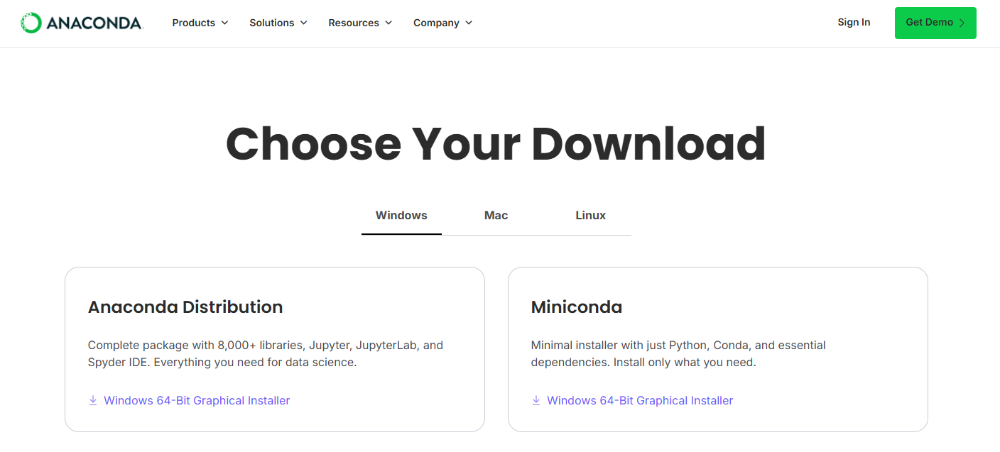 ANACONDA.
Products
Solutions
Resources
Company
Sign In
Get Demo
Choose Your Download
Windows
Mac
Linux
Anaconda Distribution
Complete package with 8,000+ libraries, Jupyter, JupyterLab, and
Spyder IDE. Everything you need for data science.
Windows 64-Bit Graphical Installer
Miniconda
Minimal installer with just Python, Conda, and essential
dependencies. Install only what you need.
Windows 64-Bit Graphical Installer